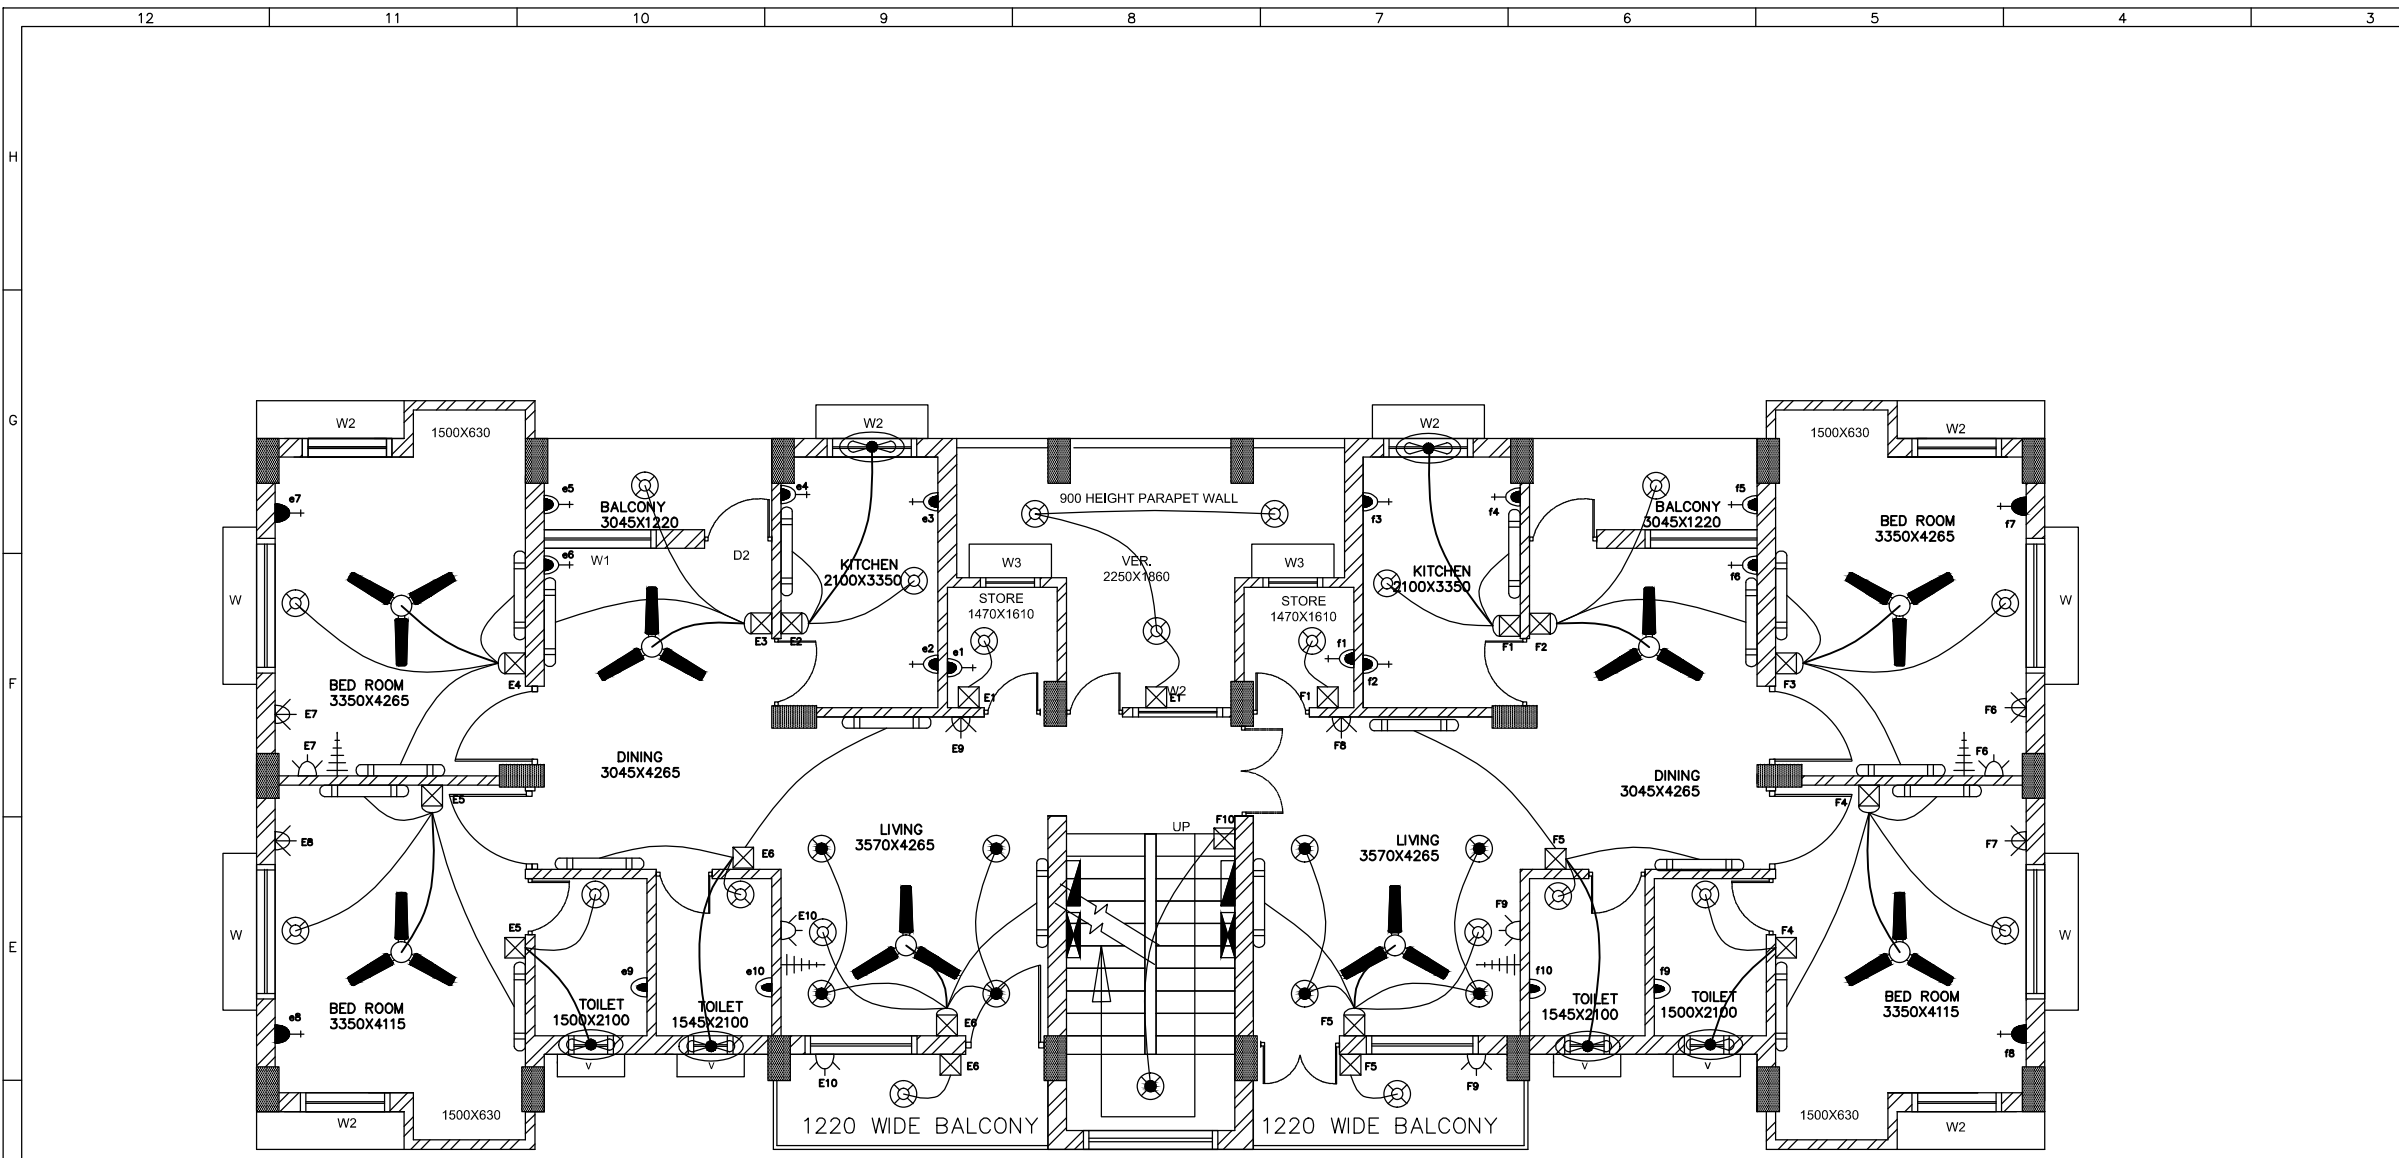 12 11 10 9 8 7 6 5 4 3
H
G
F
E
W2
1500X630
W2
W2
1500X630
W2
e7
e5
e4
e3
f3
f4
f5
f7
BALCONY
3045X1220
900 HEIGHT PARAPET WALL
BALCONY
3045X1220
BED ROOM
3350X4265
e6
W1
D2
KITCHEN
2100X3350
W3
VER.
2250X1860
W3
KITCHEN
2100X3350
f6
W
STORE
1470X1610
STORE
1470X1610
W
E3
E2
e2
e1
f1
f2
F1
F2
E4
F3
BED ROOM
3350X4265
E1
W2
E1
F1
E7
F6
E7
E9
F8
F6
DINING
3045X4265
DINING
3045X4265
E5
F4
E8
E6
LIVING
3570X4265
UP
F10
LIVING
3570X4265
F5
F7
W
E5
E10
F9
F4
W
e9
e10
f10
f9
BED ROOM
3350X4115
TOILET
1500X2100
TOILET
1545X2100
TOILET
1545X2100
TOILET
1500X2100
BED ROOM
3350X4115
e8
E6
F5
f8
V
V
E10
E6
F5
F9
V
V
W2
1500X630
1220 WIDE BALCONY
1220 WIDE BALCONY
1500X630
W2